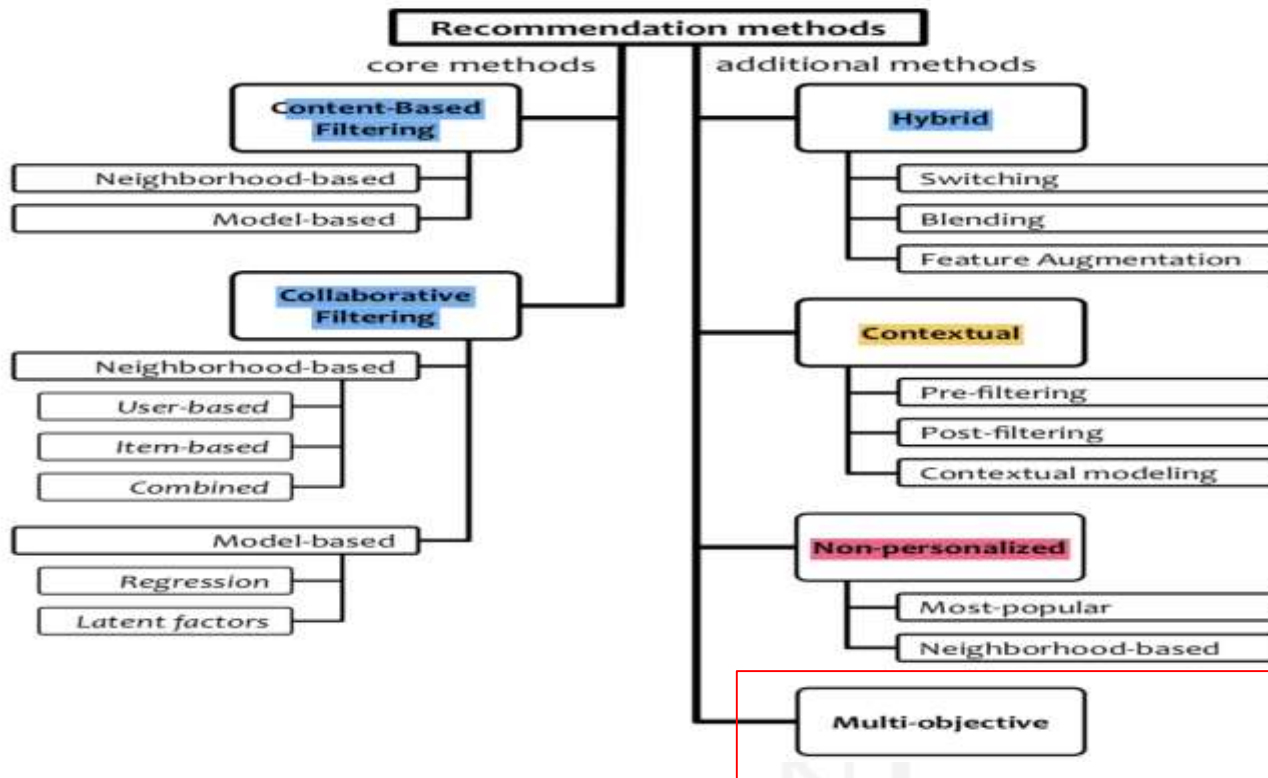 Recommendation methods
core methods
Content-Based
Filtering
Neighborhood-based
Model-based
Collaborative
Filtering
Neighborhood-based
User-based
Item-based
Combined
Model-based
Regression
Latent factors
additional methods
Hybrid
Switching
Blending
Feature Augmentation
Contextual
Pre-filtering
Post-filtering
Contextual modeling
Non-personalized
Most-popular
Neighborhood-based
Multi-objective